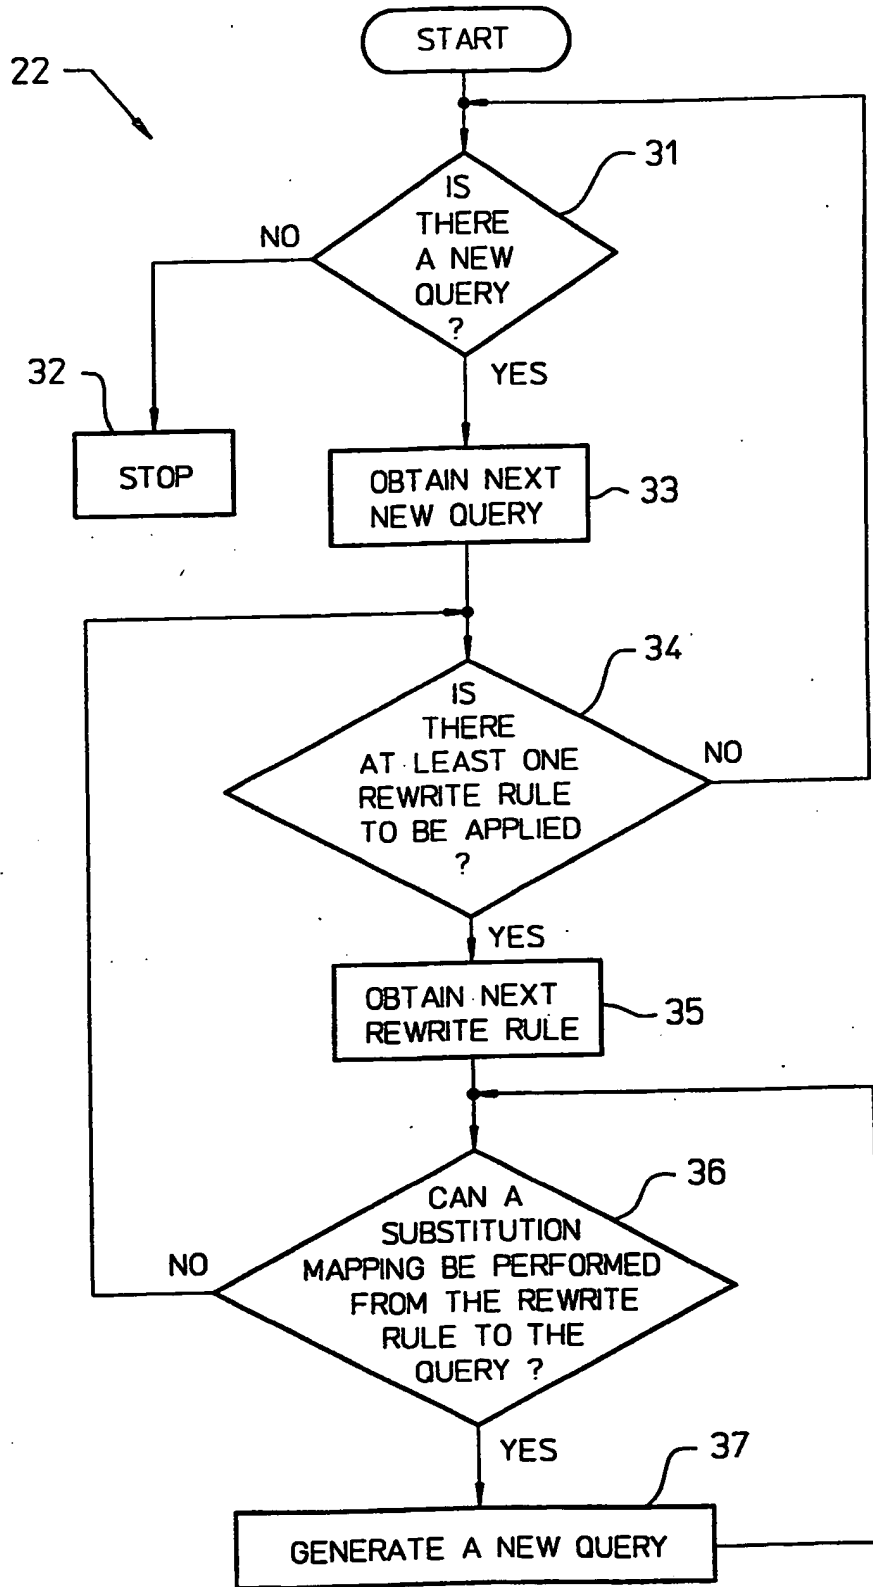 START
22
31
IS
THERE
A NEW
QUERY
?
NO
YES
32
STOP
OBTAIN NEXT
NEW QUERY
33
34
IS
THERE
AT LEAST ONE
REWRITE RULE
TO BE APPLIED
?
NO
YES
OBTAIN NEXT
REWRITE RULE
35
36
CAN A
SUBSTITUTION
MAPPING BE PERFORMED
FROM THE REWRITE
RULE TO THE
QUERY ?
NO
YES
37
GENERATE A NEW QUERY